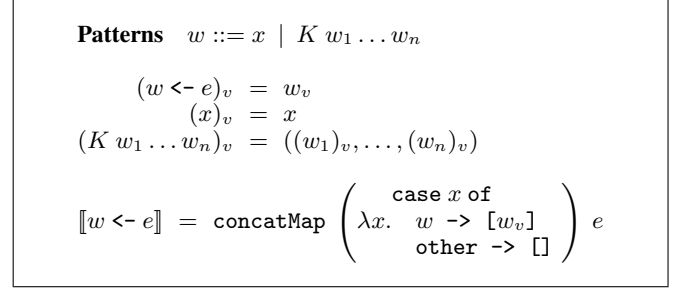 Patterns w ::= x | K w₁ … wₙ
(w <- e)ᵥ = wᵥ
(x)ᵥ = x
(K w₁ … wₙ)ᵥ = ((w₁)ᵥ, … , (wₙ)ᵥ)
⟦w <- e⟧ = concatMap ( λx. case x of
w -> [wᵥ]
other -> [] ) e